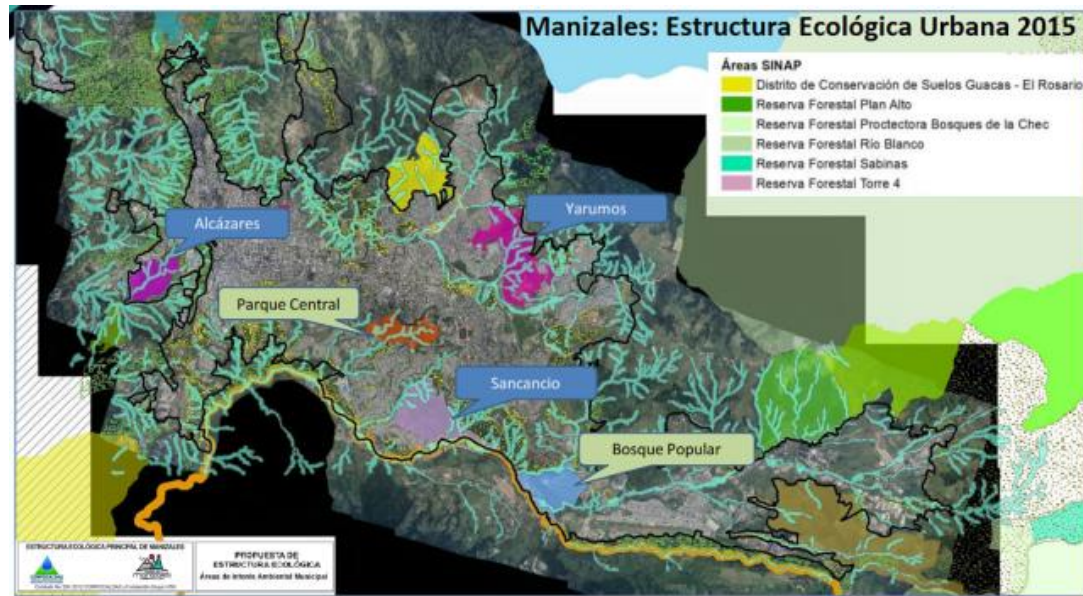 Manizales: Estructura Ecológica Urbana 2015
Áreas SINAP
Distito de Conservación de Suelos Guacas - El Rosario
Reserva Forestal Plan Alto
Reserva Forestal Proctectora Bosques de la Chec
Reserva Forestal Río Blanco
Reserva Forestal Sabinas
Reserva Forestal Torre 4
Alcázares
Yarumos
Parque Central
Sancancio
Bosque Popular
ESTRUCTURA ECOLÓGICA PRINCIPAL DE MANIZALES
PROPUESTA DE
ESTRUCTURA ECOLÓGICA
Áreas de Interés Ambiental Municipal